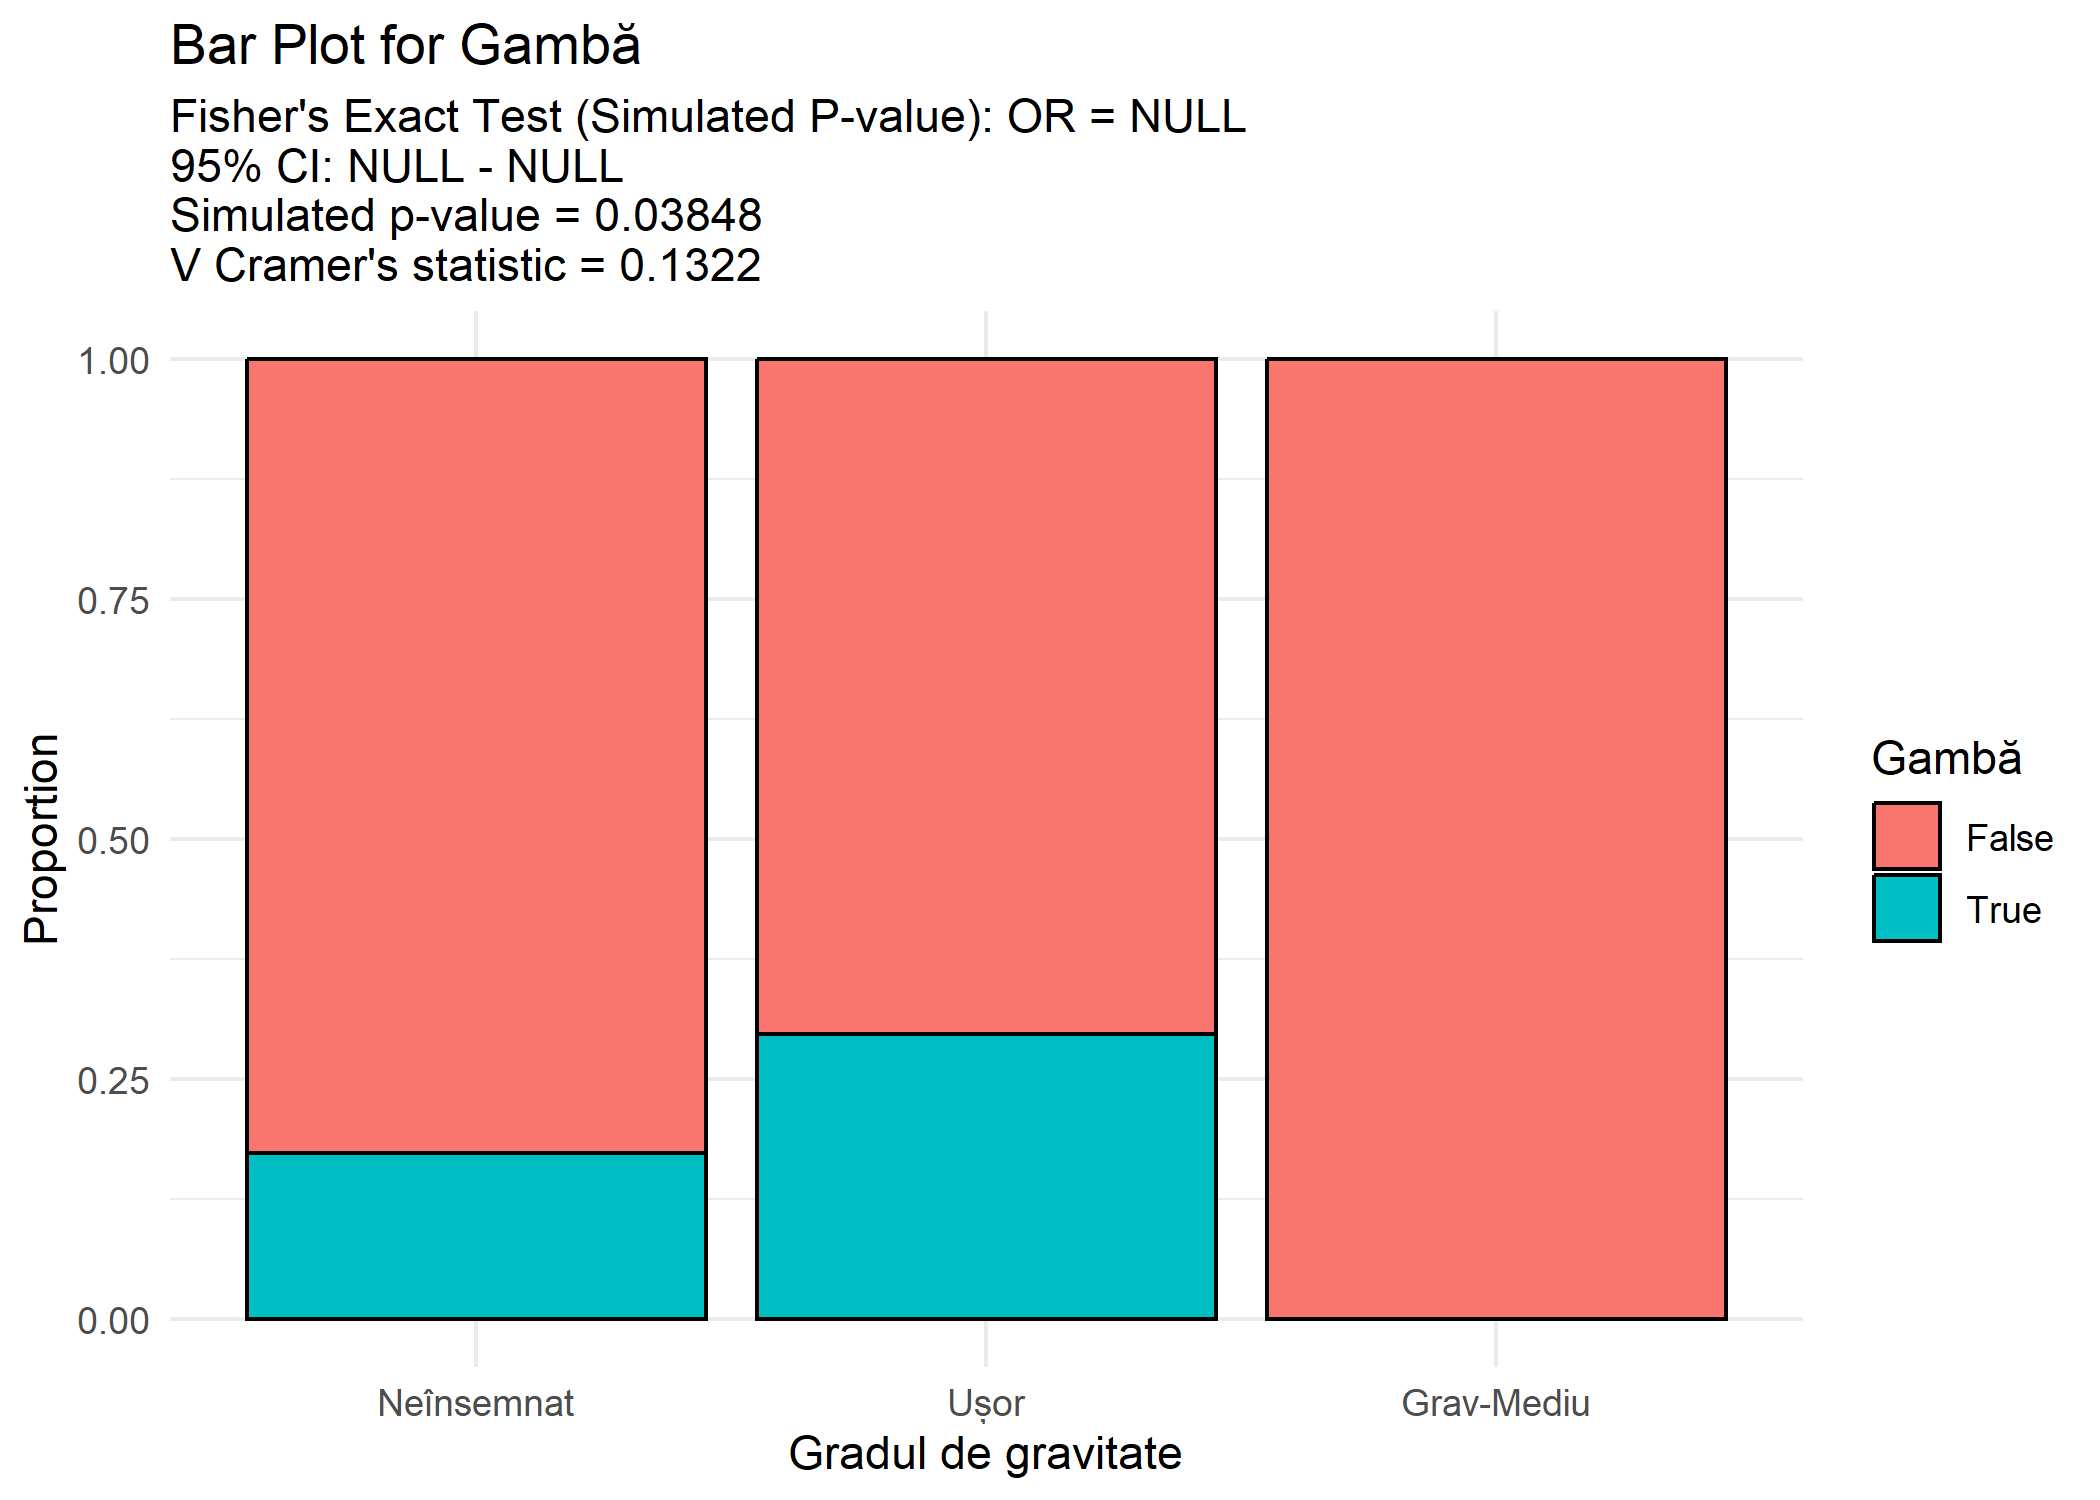 Bar Plot for Gambă
Fisher's Exact Test (Simulated P-value): OR = NULL
95% CI: NULL - NULL
Simulated p-value = 0.03848
V Cramer's statistic = 0.1322
1.00
0.75
0.50
0.25
0.00
Proportion
Neînsemnat
Ușor
Grav-Mediu
Gradul de gravitate
Gambă
False
True